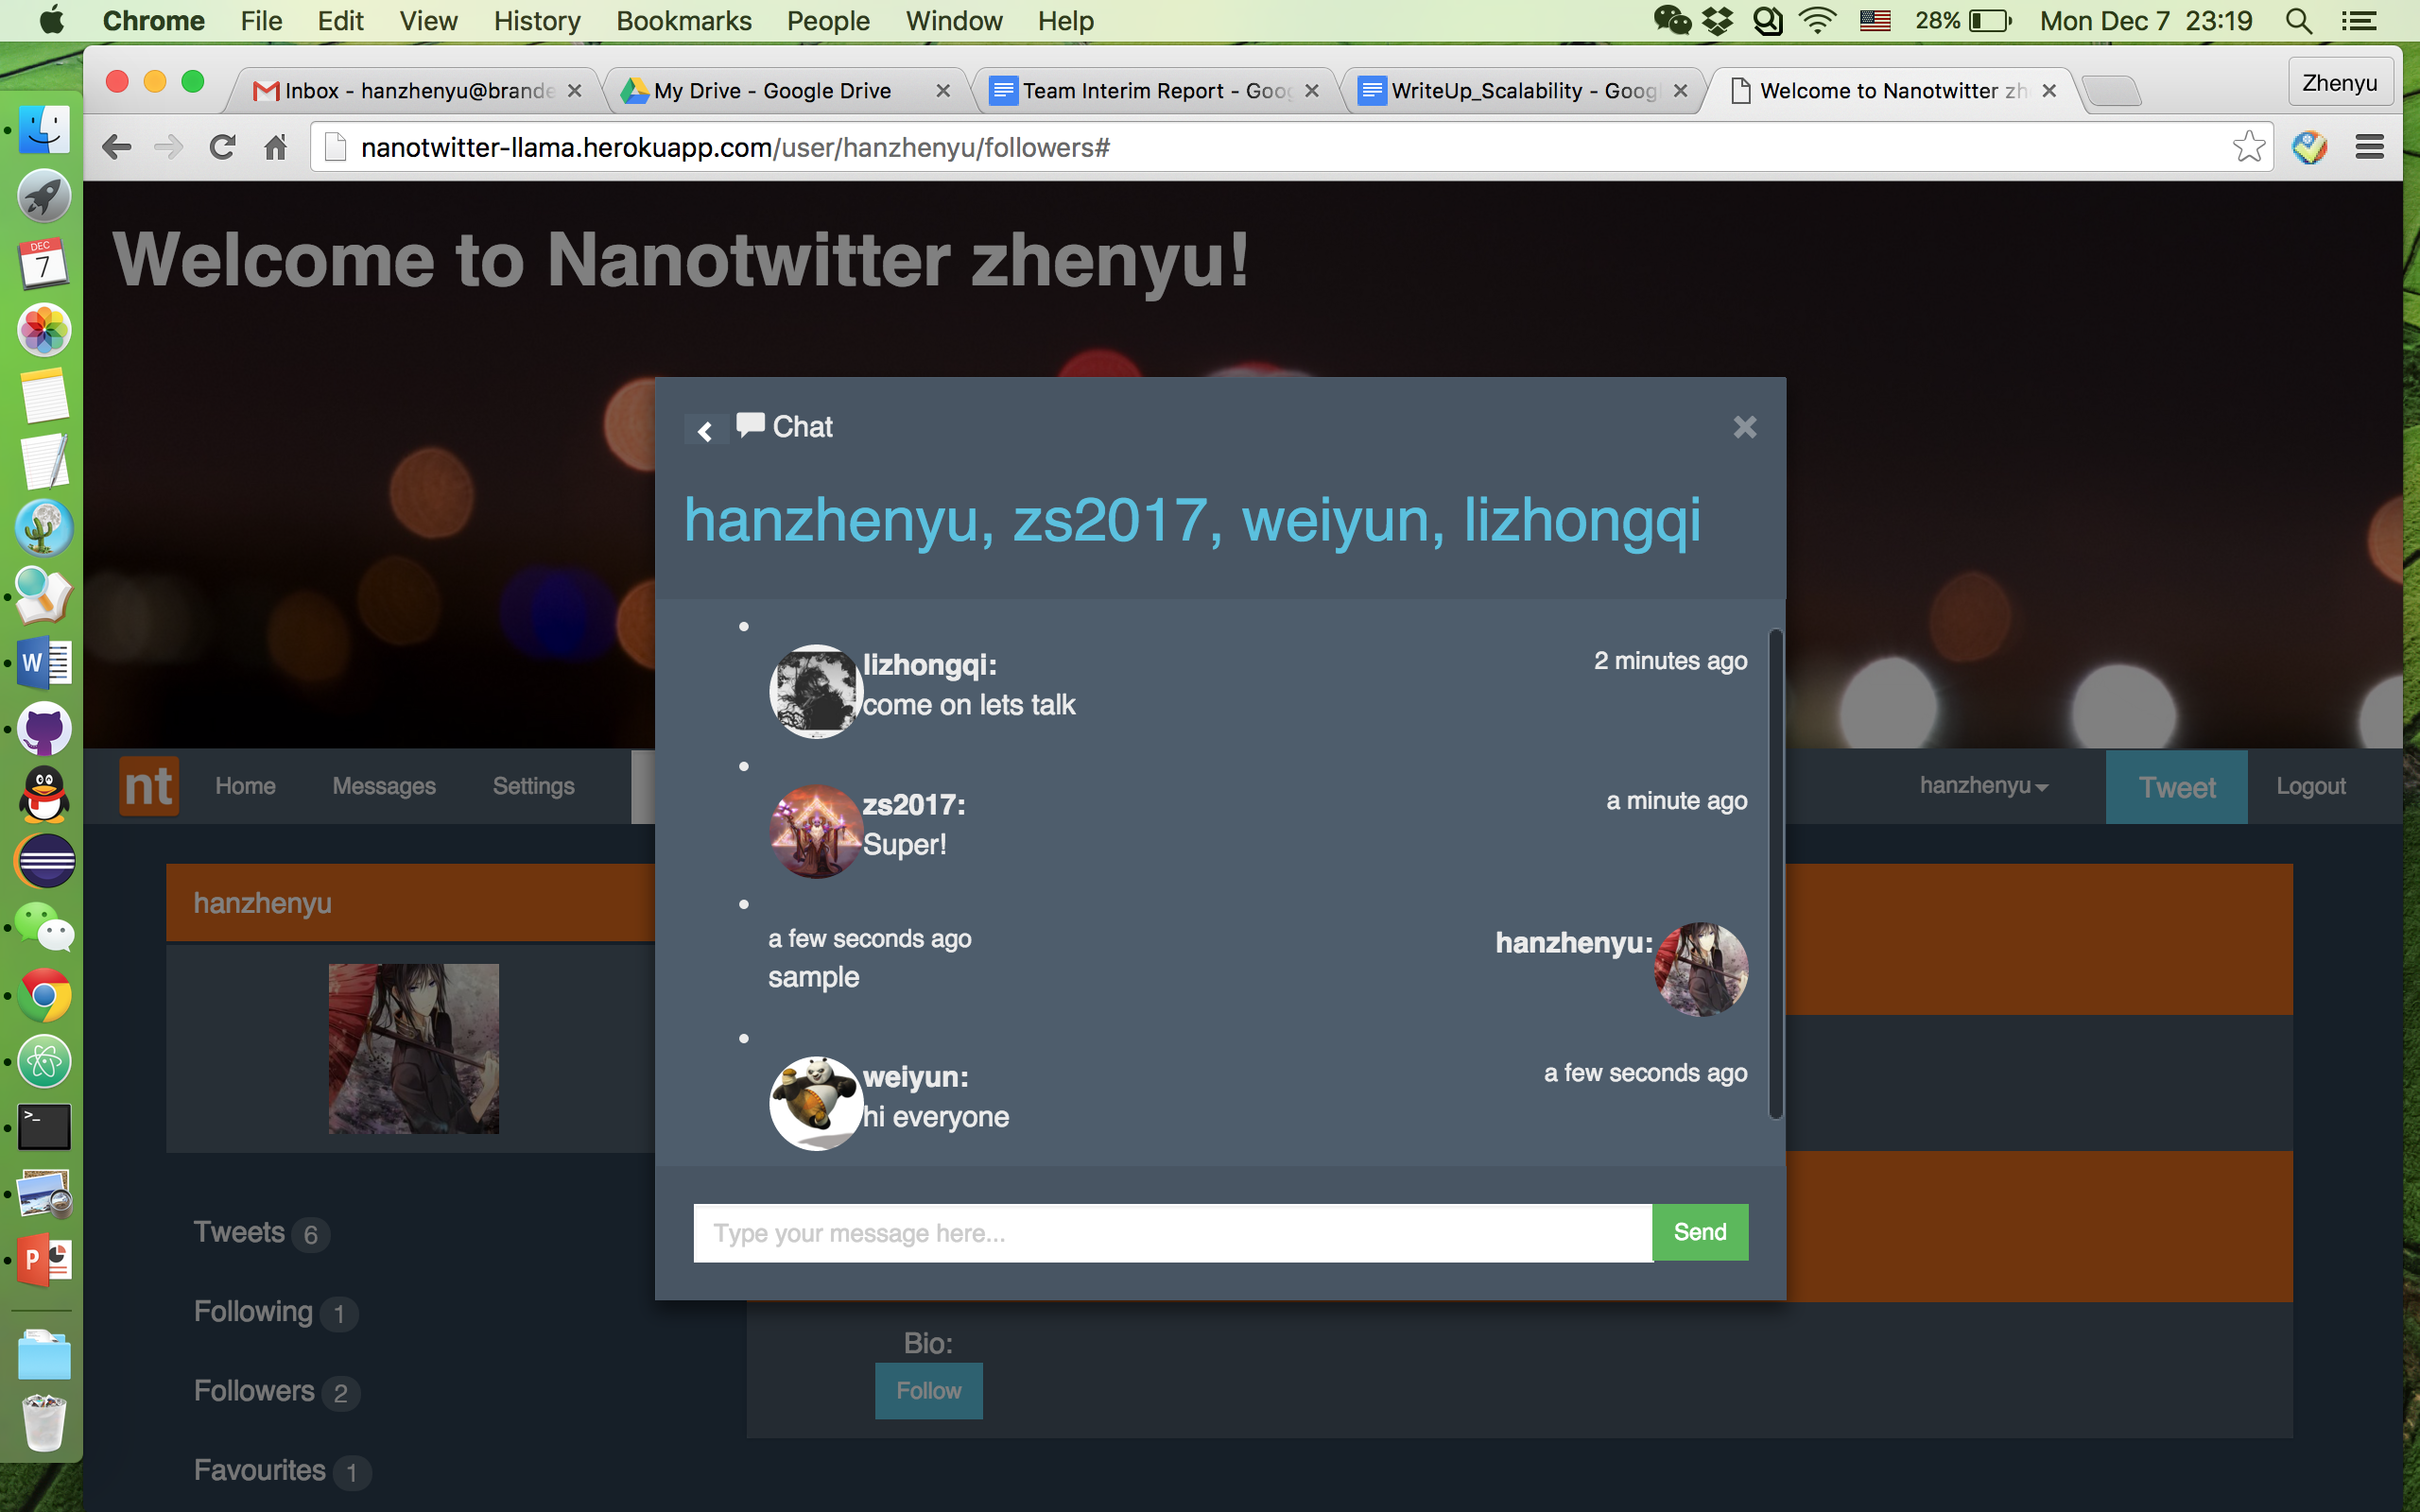 Chrome File Edit View History Bookmarks People Window Help 28% Mon Dec 7 23:19
Inbox - hanzhenyu@brande My Drive - Google Drive Team Interim Report - Goog WriteUp_Scalability - Googl Welcome to Nanotwitter zh Zhenyu
nanotwitter-llama.herokuapp.com/user/hanzhenyu/followers#
DEC
7
W
>_
P
Welcome to Nanotwitter zhenyu!
Chat
hanzhenyu, zs2017, weiyun, lizhongqi
lizhongqi: 2 minutes ago
come on lets talk
zs2017: a minute ago
Super!
a few seconds ago hanzhenyu:
sample
weiyun: a few seconds ago
hi everyone
Type your message here... Send
nt Home Messages Settings hanzhenyu Tweet Logout
hanzhenyu
Tweets 6
Following 1
Followers 2
Favourites 1
Bio:
Follow